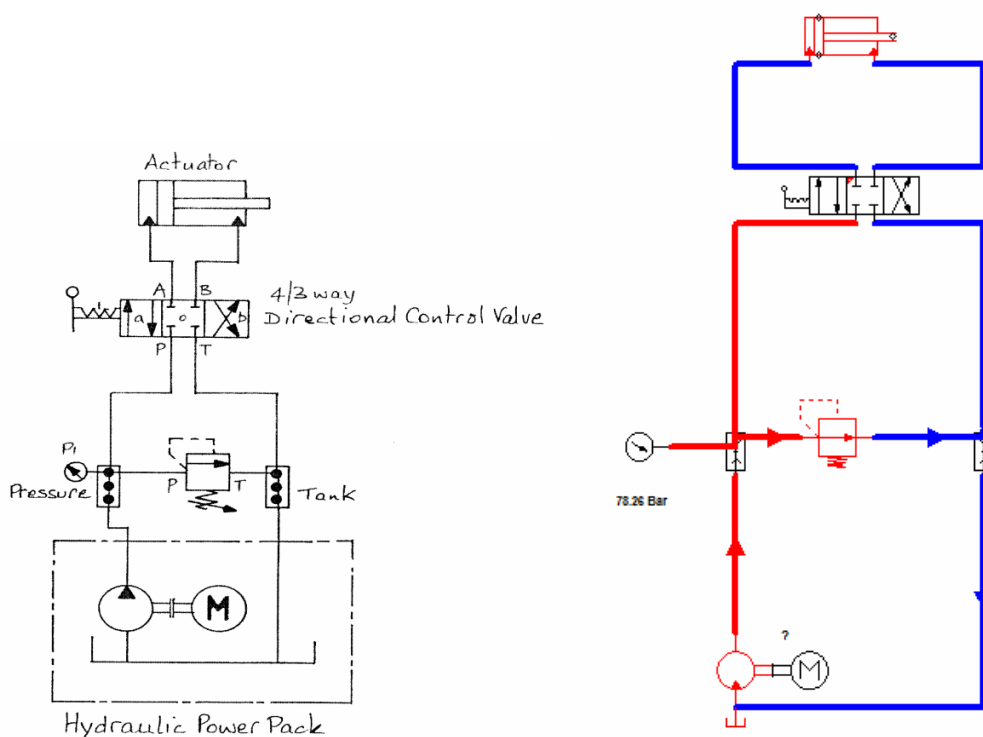 Actuator
A B
4/3 way
Directional Control Valve
a o b
P T
P1
Pressure
P T
Tank
M
Hydraulic Power Pack
78.26 Bar
?
M